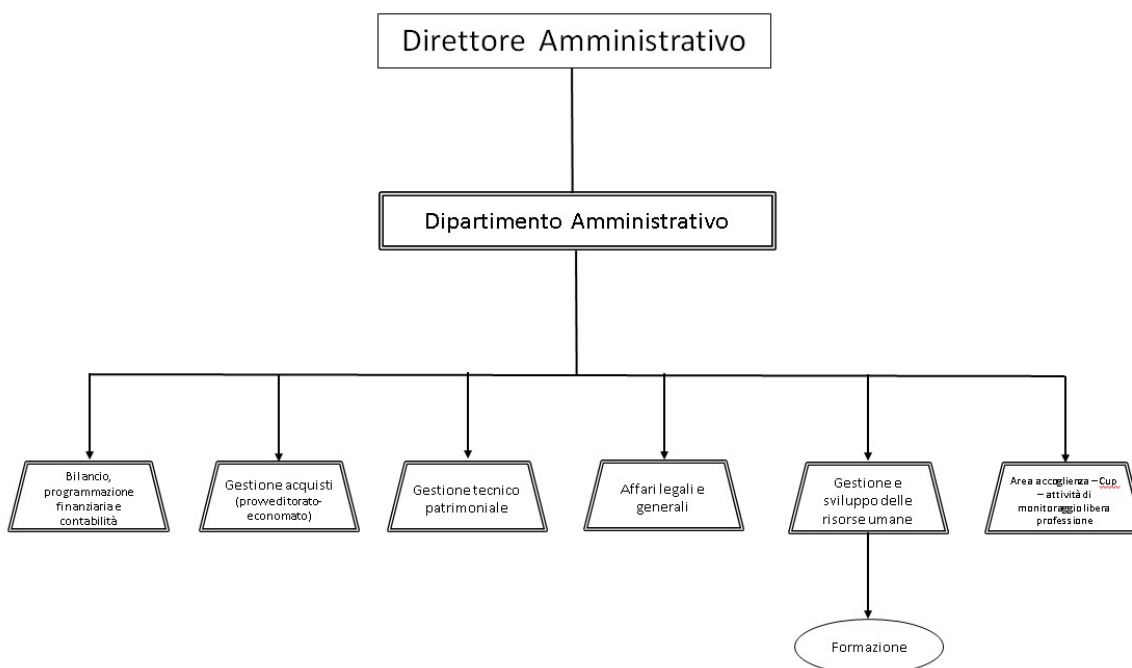 Direttore Amministrativo
Dipartimento Amministrativo
Bilancio,
programmazione
finanziaria e
contabilità
Gestione acquisti
(provveditorato-
economato)
Gestione tecnico
patrimoniale
Affari legali e
generali
Gestione e
sviluppo delle
risorse umane
Area accoglienza – Cup
– attività di
monitoraggio libera
professione
Formazione